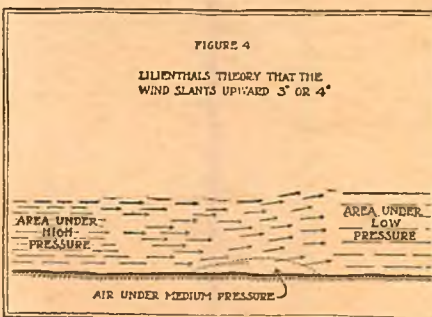 FIGURE 4
LILIENTHALS THEORY THAT THE
WIND SLANTS UPWARD 3° OR 4°
AREA UNDER
HIGH
PRESSURE
AREA UNDER
LOW
PRESSURE
AIR UNDER MEDIUM PRESSURE